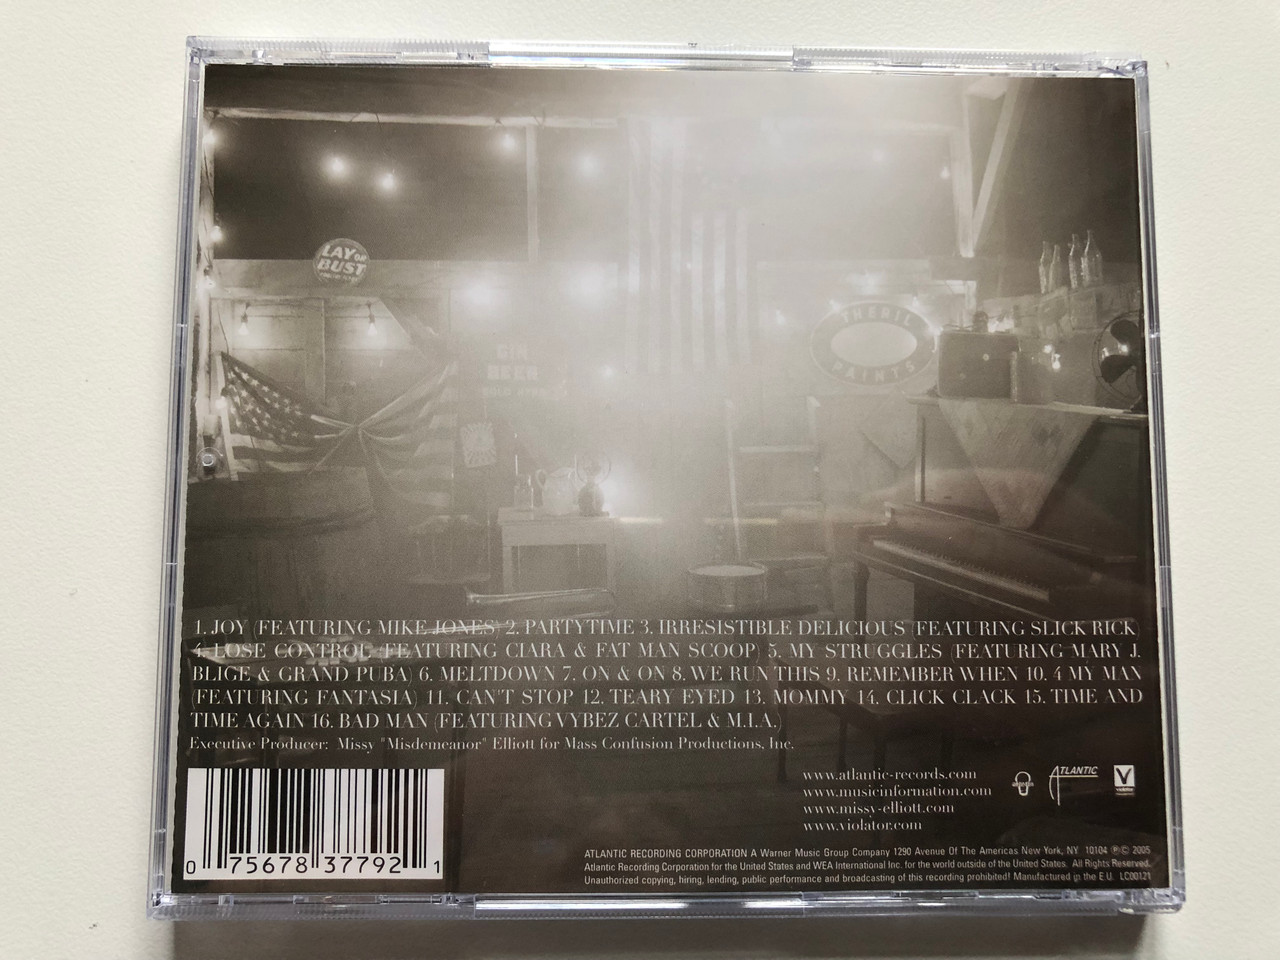 LAY OR
BUST
GIN
BEER
THERIL
PAINTS
1. JOY (FEATURING MIKE JONES) 2. PARTYTIME 3. IRRESISTIBLE DELICIOUS (FEATURING SLICK RICK)
4. LOSE CONTROL (FEATURING CIARA & FAT MAN SCOOP) 5. MY STRUGGLES (FEATURING MARY J.
BLIGE & GRAND PUBA) 6. MELTDOWN 7. ON & ON 8. WE RUN THIS 9. REMEMBER WHEN 10. 4 MY MAN
(FEATURING FANTASIA) 11. CAN'T STOP 12. TEARY EYED 13. MOMMY 14. CLICK CLACK 15. TIME AND
TIME AGAIN 16. BAD MAN (FEATURING VYBEZ CARTEL & M.I.A.)
Executive Producer: Missy "Misdemeanor" Elliott for Mass Confusion Productions, Inc.
www.atlantic-records.com
www.musicinformation.com
www.missy-elliott.com
www.violator.com
ATLANTIC
violator
0 75678 37792 1
ATLANTIC RECORDING CORPORATION A Warner Music Group Company 1290 Avenue Of The Americas New York, NY 10104 ℗© 2005
Atlantic Recording Corporation for the United States and WEA International Inc. for the world outside of the United States. All Rights Reserved.
Unauthorized copying, hiring, lending, public performance and broadcasting of this recording prohibited! Manufactured in the E U. LC00121